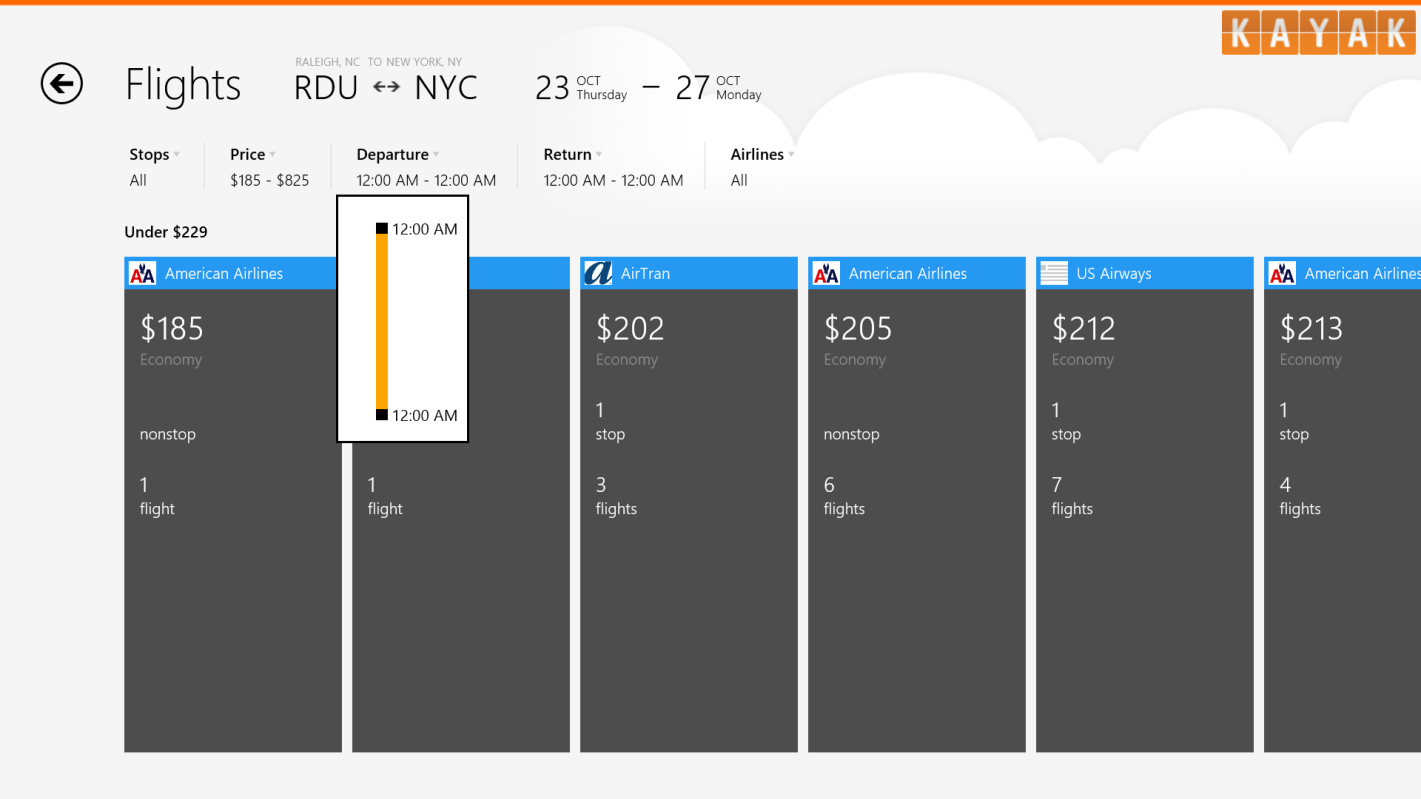 KAYAK
RALEIGH, NC TO NEW YORK, NY
Flights
RDU ↔ NYC
23 OCT Thursday – 27 OCT Monday
Stops
All
Price
$185 - $825
Departure
12:00 AM - 12:00 AM
Return
12:00 AM - 12:00 AM
Airlines
All
12:00 AM
12:00 AM
Under $229
AA American Airlines
$185
Economy
nonstop
1
flight
1
flight
a AirTran
$202
Economy
1
stop
3
flights
AA American Airlines
$205
Economy
nonstop
6
flights
US Airways
$212
Economy
1
stop
7
flights
AA American Airlines
$213
Economy
1
stop
4
flights